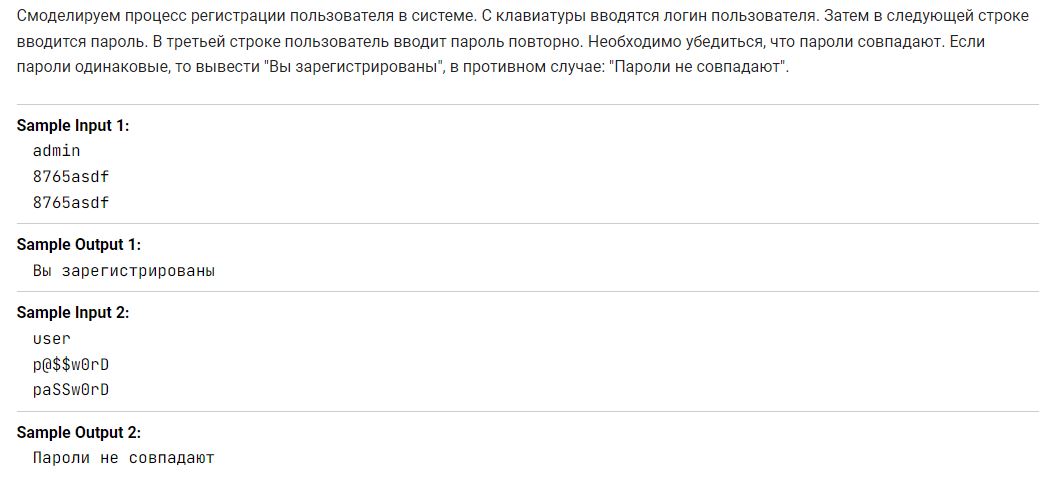 Смоделируем процесс регистрации пользователя в системе. С клавиатуры вводятся логин пользователя. Затем в следующей строке
вводится пароль. В третьей строке пользователь вводит пароль повторно. Необходимо убедиться, что пароли совпадают. Если
пароли одинаковые, то вывести "Вы зарегистрированы", в противном случае: "Пароли не совпадают".
Sample Input 1:
admin
8765asdf
8765asdf
Sample Output 1:
Вы зарегистрированы
Sample Input 2:
user
p@$$w0rD
paSSw0rD
Sample Output 2:
Пароли не совпадают